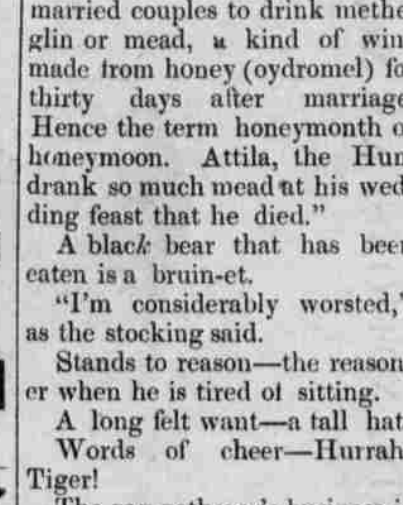 married couples to drink methe
glin or mead, a kind of win
made from honey (oydromel) fo
thirty days after marriage
Hence the term honeymonth o
honeymoon. Attila, the Hun
drank so much mead at his wed
ding feast that he died."
A black bear that has been
eaten is a bruin-et.
"I'm considerably worsted,"
as the stocking said.
Stands to reason—the reason
er when he is tired of sitting.
A long felt want—a tall hat
Words of cheer—Hurrah
Tiger!